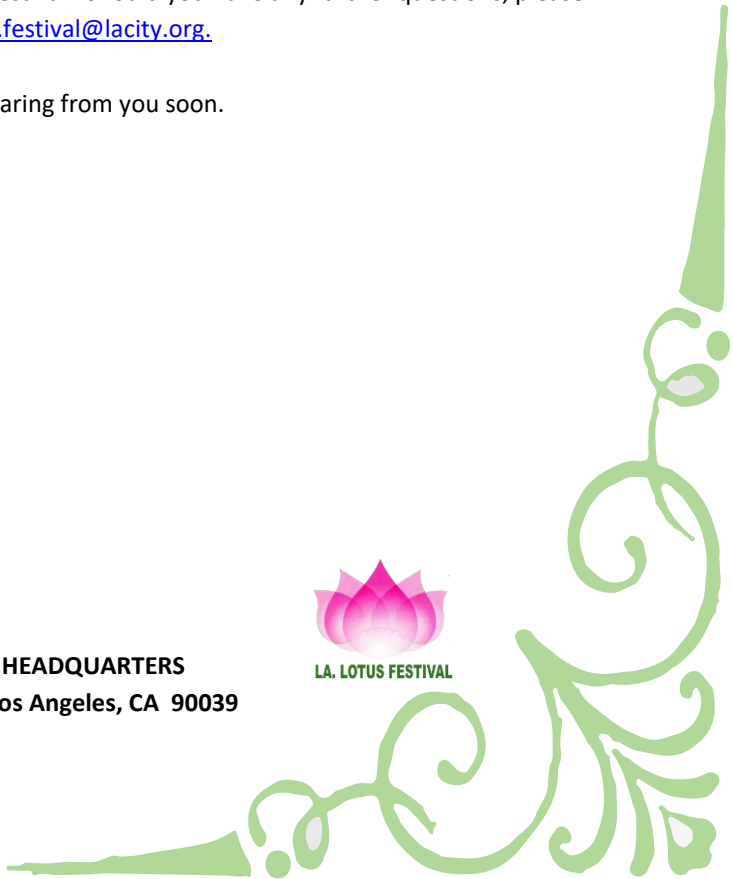 .festival@lacity.org.
aring from you soon.
LA. LOTUS FESTIVAL
HEADQUARTERS
os Angeles, CA 90039